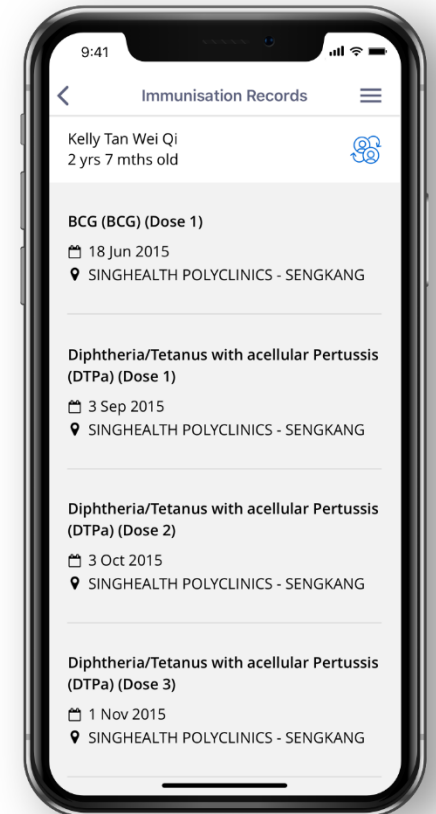 9:41
Immunisation Records
Kelly Tan Wei Qi
2 yrs 7 mths old
BCG (BCG) (Dose 1)
18 Jun 2015
SINGHEALTH POLYCLINICS - SENGKANG
Diphtheria/Tetanus with acellular Pertussis
(DTPa) (Dose 1)
3 Sep 2015
SINGHEALTH POLYCLINICS - SENGKANG
Diphtheria/Tetanus with acellular Pertussis
(DTPa) (Dose 2)
3 Oct 2015
SINGHEALTH POLYCLINICS - SENGKANG
Diphtheria/Tetanus with acellular Pertussis
(DTPa) (Dose 3)
1 Nov 2015
SINGHEALTH POLYCLINICS - SENGKANG